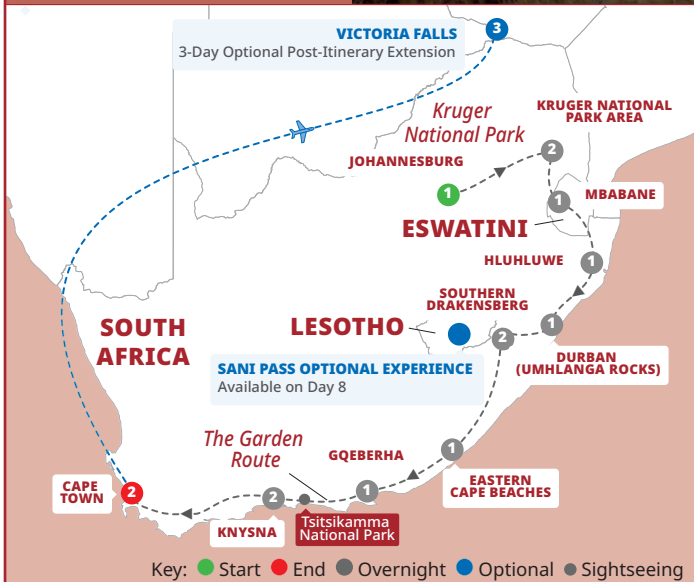 VICTORIA FALLS
3-Day Optional Post-Itinerary Extension
3
Kruger
National Park
KRUGER NATIONAL
PARK AREA
2
JOHANNESBURG
1
MBABANE
1
ESWATINI
HLUHLUWE
1
SOUTHERN
DRAKENSBERG
2
LESOTHO
1
DURBAN
(UMHLANGA ROCKS)
SOUTH
AFRICA
SANI PASS OPTIONAL EXPERIENCE
Available on Day 8
The Garden
Route
GQEBERHA
1
1
EASTERN
CAPE BEACHES
CAPE
TOWN
2
2
KNYSNA
Tsitsikamma
National Park
Key: Start End Overnight Optional Sightseeing